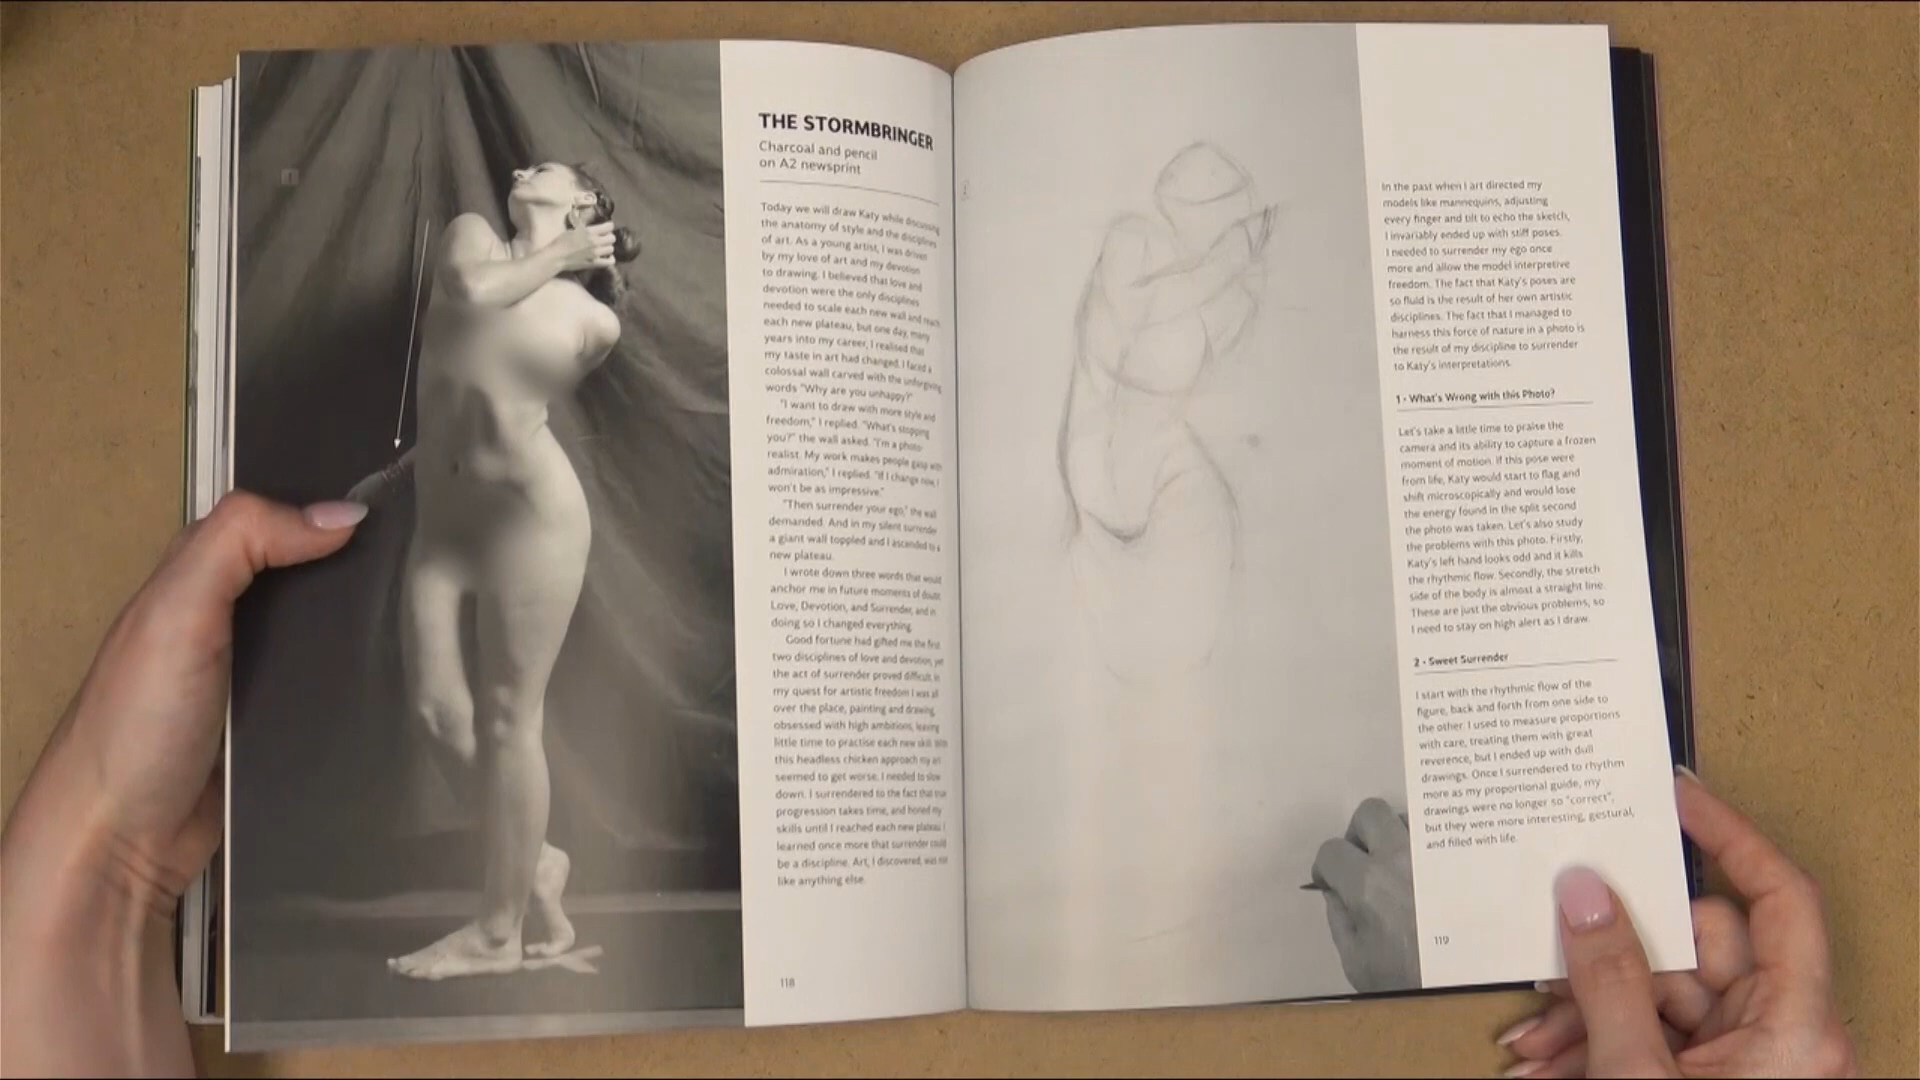 THE STORMBRINGER
Charcoal and pencil
on A2 newsprint
Today we will draw Katy while discussing
the anatomy of style and the disciplines
of art. As a young artist, I was driven
by my love of art and my devotion
to drawing. I believed that love and
devotion were the only disciplines
needed to scale each new wall and reach
each new plateau, but one day, many
years into my career, I realised that
my taste in art had changed. I faced a
colossal wall carved with the unforgiving
words "Why are you unhappy?"
"I want to draw with more style and
freedom," I replied. "What's stopping
you?" the wall asked. "I'm a photo-
realist. My work makes people gasp with
admiration," I replied. "If I change now, I
won't be as impressive."
"Then surrender your ego," the wall
demanded. And in my silent surrender
a giant wall toppled and I ascended to a
new plateau.
I wrote down three words that would
anchor me in future moments of doubt:
Love, Devotion, and Surrender, and in
doing so I changed everything.
Good fortune had gifted me the first
two disciplines of love and devotion, yet
the act of surrender proved difficult. In
my quest for artistic freedom I was all
over the place, painting and drawing,
obsessed with high ambitions, leaving
little time to practise each new skill. With
this headless chicken approach my art
seemed to get worse. I needed to slow
down. I surrendered to the fact that true
progression takes time, and honed my
skills until I reached each new plateau. I
learned once more that surrender could
be a discipline. Art, I discovered, was not
like anything else.
118
In the past when I art directed my
models like mannequins, adjusting
every finger and tilt to echo the sketch,
I invariably ended up with stiff poses.
I needed to surrender my ego once
more and allow the model interpretive
freedom. The fact that Katy's poses are
so fluid is the result of her own artistic
disciplines. The fact that I managed to
harness this force of nature in a photo is
the result of my discipline to surrender
to Katy's interpretations.
1 - What's Wrong with this Photo?
Let's take a little time to praise the
camera and its ability to capture a frozen
moment of motion. If this pose were
from life, Katy would start to flag and
shift microscopically and would lose
the energy found in the split second
the photo was taken. Let's also study
the problems with this photo. Firstly,
Katy's left hand looks odd and it kills
the rhythmic flow. Secondly, the stretch
side of the body is almost a straight line.
These are just the obvious problems, so
I need to stay on high alert as I draw.
2 - Sweet Surrender
I start with the rhythmic flow of the
figure, back and forth from one side to
the other. I used to measure proportions
with care, treating them with great
reverence, but I ended up with dull
drawings. Once I surrendered to rhythm
more as my proportional guide, my
drawings were no longer so "correct",
but they were more interesting, gestural,
and filled with life.
119